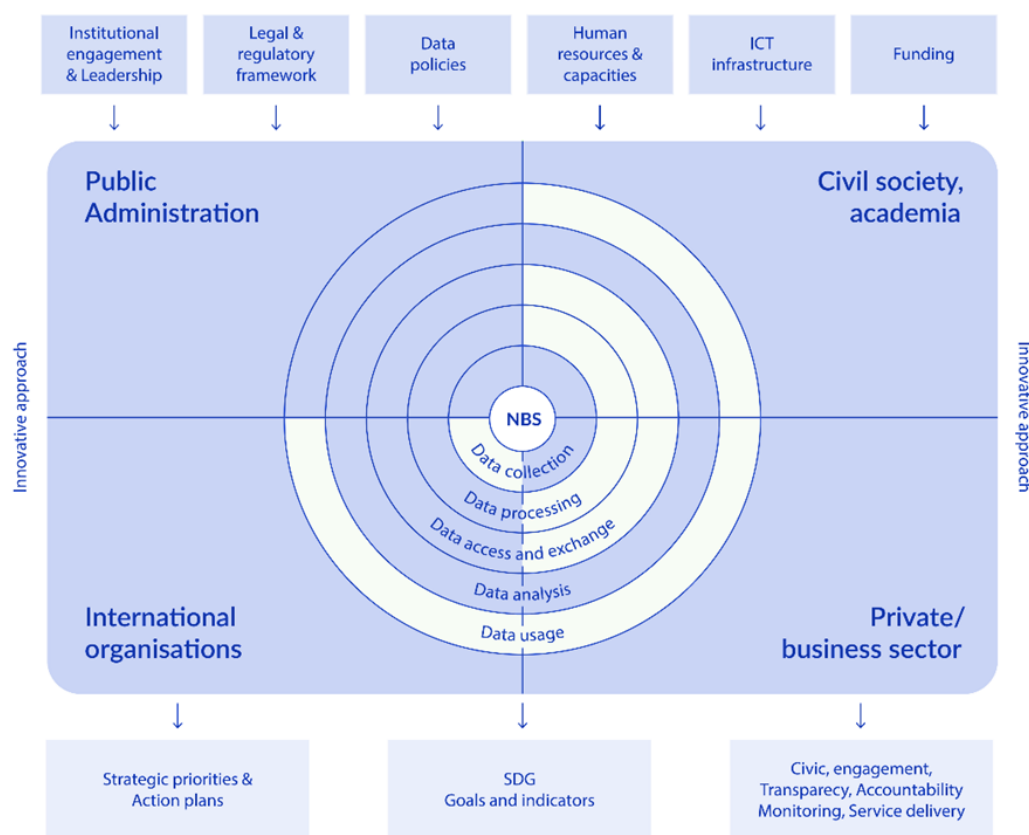 Institutional
engagement
& Leadership
Legal &
regulatory
framework
Data
policies
Human
resources &
capacities
ICT
infrastructure
Funding
Public
Administration
Civil society,
academia
Innovative approach
Innovative approach
NBS
Data collection
Data processing
Data access and exchange
Data analysis
Data usage
International
organisations
Private/
business sector
Strategic priorities &
Action plans
SDG
Goals and indicators
Civic, engagement,
Transparency, Accountability
Monitoring, Service delivery